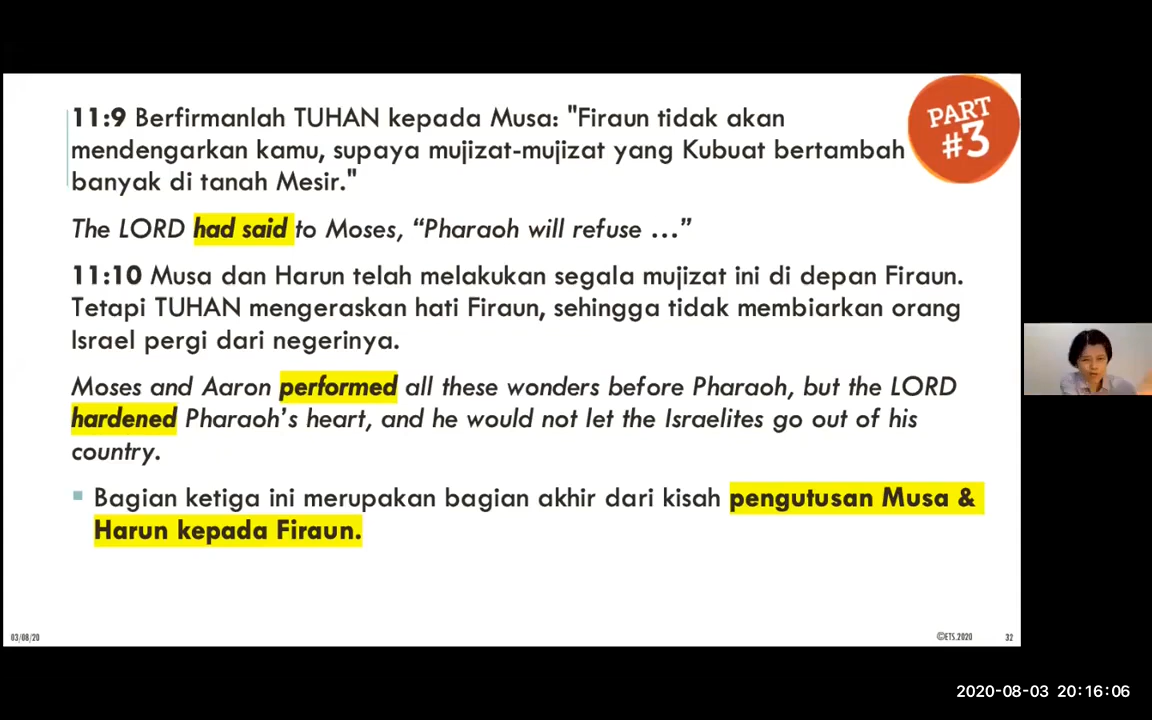 11:9 Berfirmanlah TUHAN kepada Musa: "Firaun tidak akan
mendengarkan kamu, supaya mujizat-mujizat yang Kubuat bertambah
banyak di tanah Mesir."
PART
#3
The LORD had said to Moses, “Pharaoh will refuse …”
11:10 Musa dan Harun telah melakukan segala mujizat ini di depan Firaun.
Tetapi TUHAN mengeraskan hati Firaun, sehingga tidak membiarkan orang
Israel pergi dari negerinya.
Moses and Aaron performed all these wonders before Pharaoh, but the LORD
hardened Pharaoh’s heart, and he would not let the Israelites go out of his
country.
▪ Bagian ketiga ini merupakan bagian akhir dari kisah pengutusan Musa &
Harun kepada Firaun.
03/08/20
©ETS.2020
32
2020-08-03 20:16:06